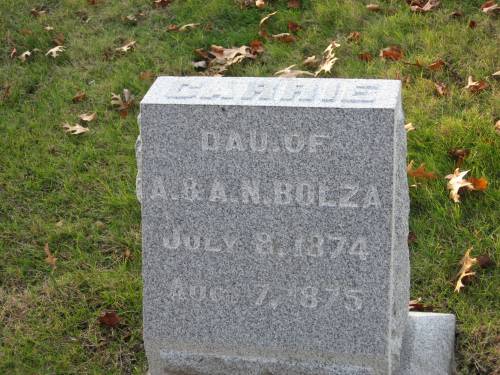 CARRIE
DAU. OF
A. & A. N. BOLZA
JULY 8, 1874
AUG. 7, 1875